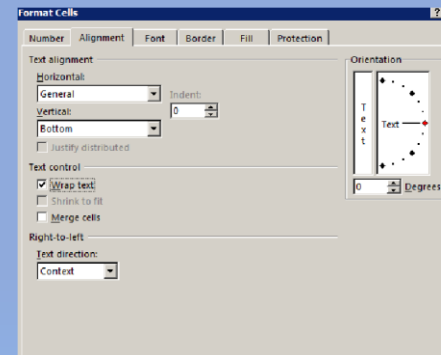 Format Cells ?
Number Alignment Font Border Fill Protection
Text alignment
Horizontal:
General
Indent:
0
Vertical:
Bottom
Justify distributed
Text control
Wrap text
Shrink to fit
Merge cells
Right-to-left
Text direction:
Context
Orientation
Text
Text
0 Degrees